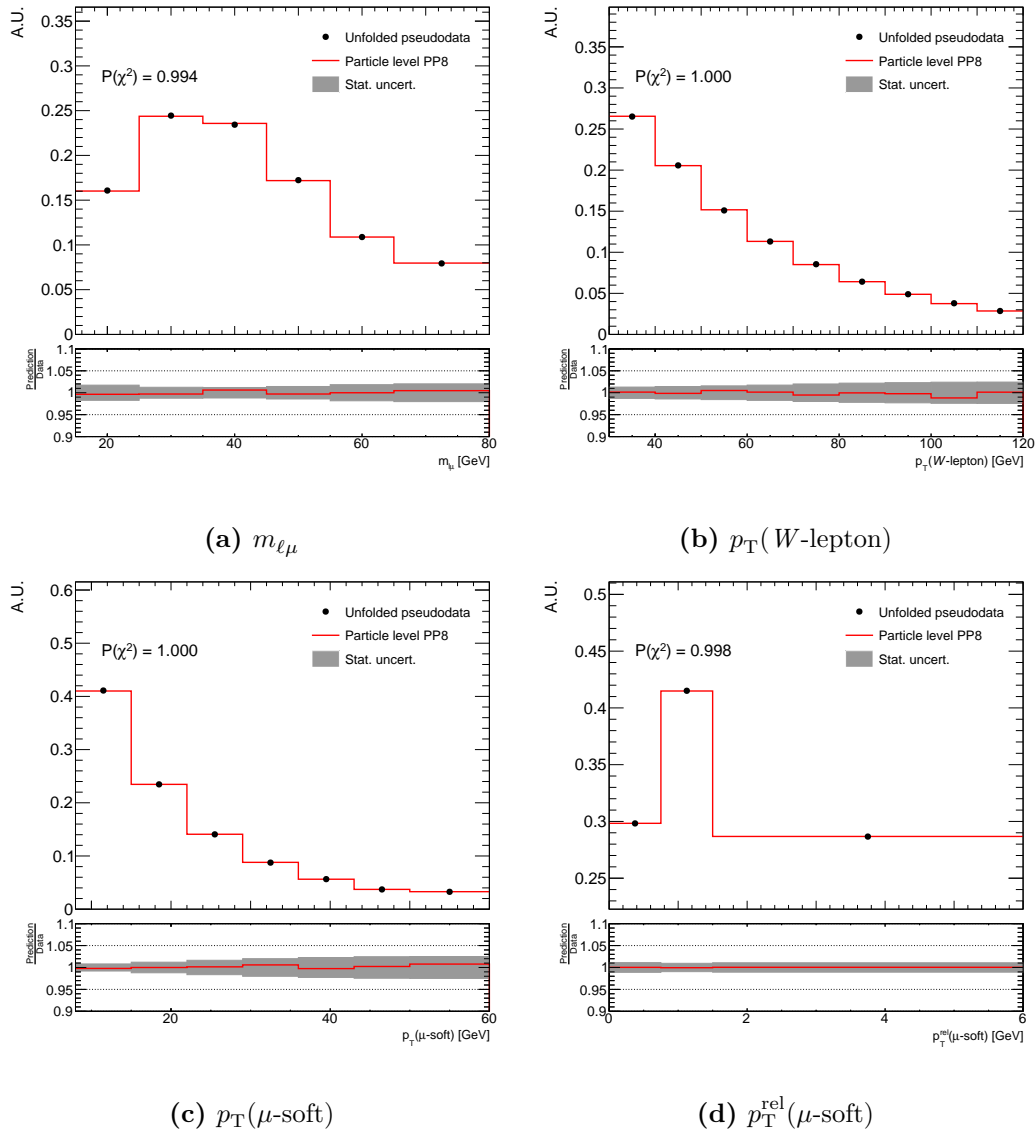 A.U.
0.35
0.3
0.25
0.2
0.15
0.1
0.05
0
P(χ²) = 0.994
Unfolded pseudodata
Particle level PP8
Stat. uncert.
Prediction
Data
1.1
1.05
1
0.95
0.9
20 40 60 80
m_lμ [GeV]
A.U.
0.35
0.3
0.25
0.2
0.15
0.1
0.05
0
P(χ²) = 1.000
Unfolded pseudodata
Particle level PP8
Stat. uncert.
Prediction
Data
1.1
1.05
1
0.95
0.9
40 60 80 100 120
p_T(W-lepton) [GeV]
(a) m_ℓμ
(b) p_T(W-lepton)
A.U.
0.6
0.5
0.4
0.3
0.2
0.1
0
P(χ²) = 1.000
Unfolded pseudodata
Particle level PP8
Stat. uncert.
Prediction
Data
1.1
1.05
1
0.95
0.9
20 40 60
p_T(μ-soft) [GeV]
A.U.
0.5
0.45
0.4
0.35
0.3
0.25
P(χ²) = 0.998
Unfolded pseudodata
Particle level PP8
Stat. uncert.
Prediction
Data
1.1
1.05
1
0.95
0.9
0 2 4 6
p_T^rel(μ-soft) [GeV]
(c) p_T(μ-soft)
(d) p_T^rel(μ-soft)